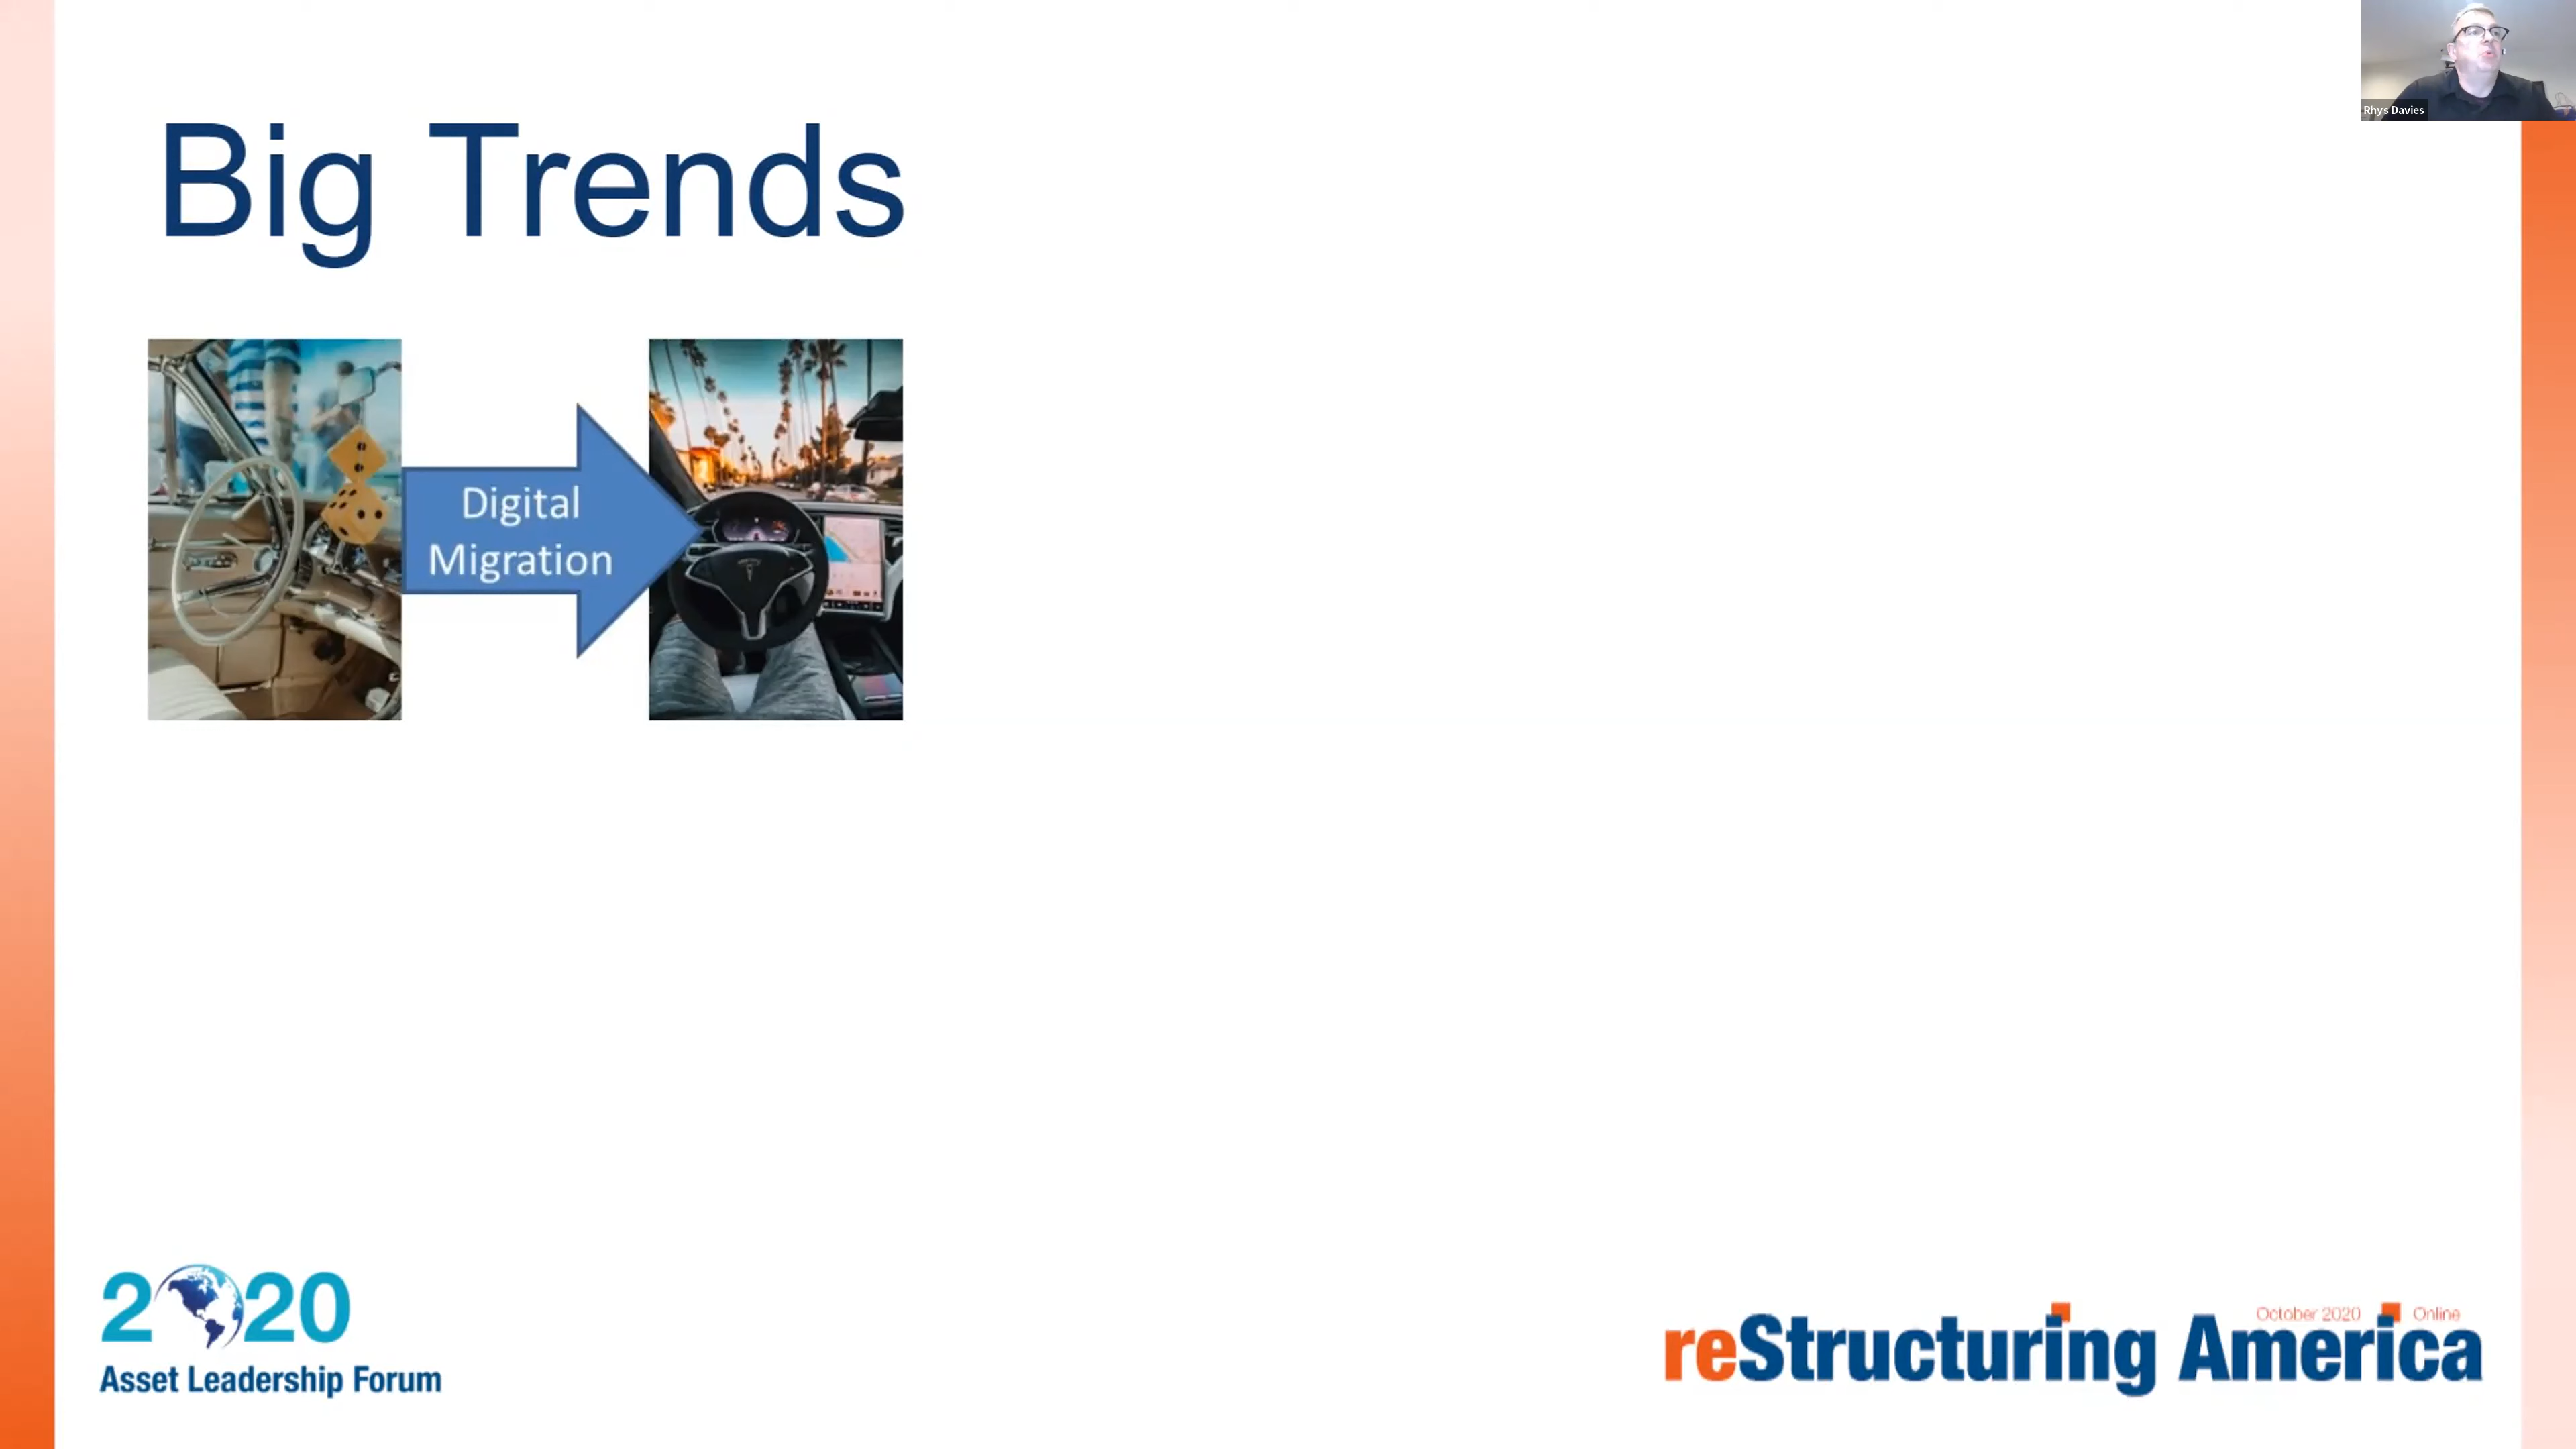 Rhys Davies
Big Trends
Digital
Migration
2020
Asset Leadership Forum
October 2020 Online
reStructuring America